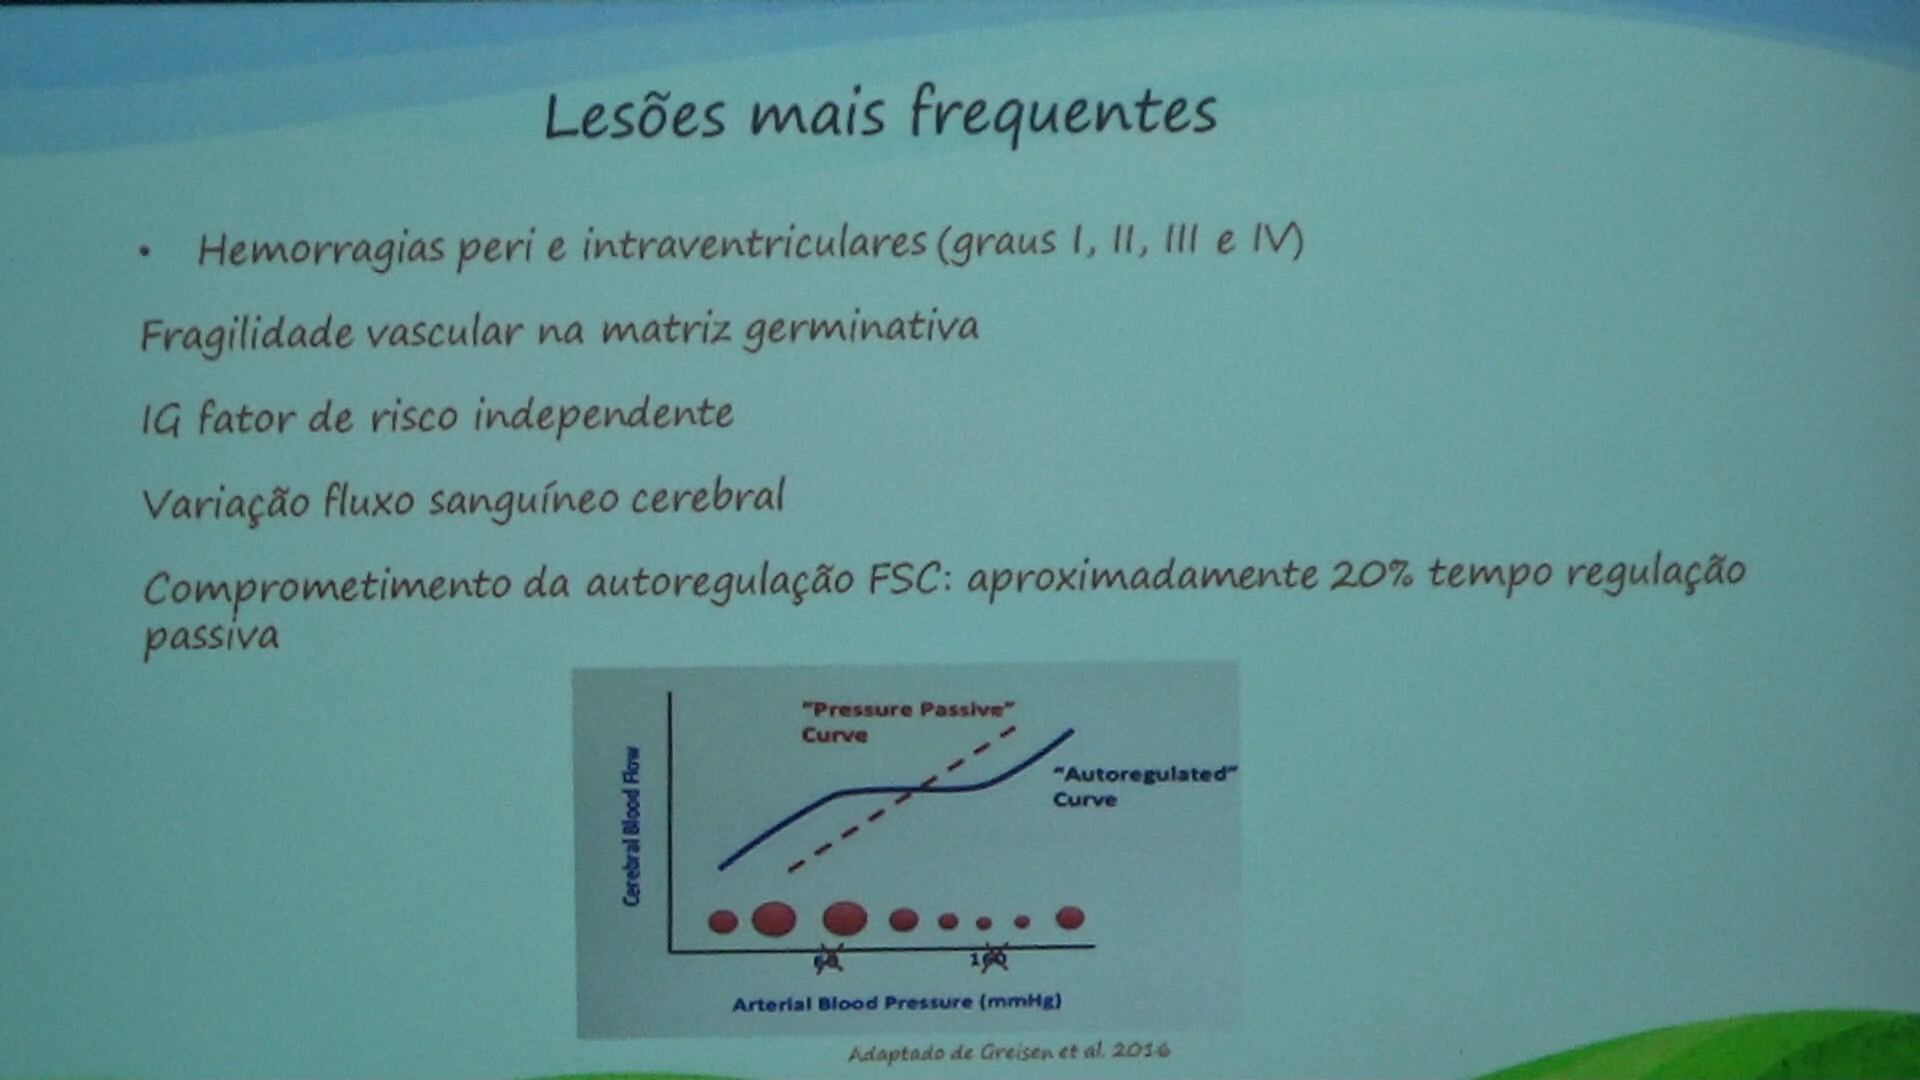 Lesões mais frequentes
• Hemorragias peri e intraventriculares (graus I, II, III e IV)
Fragilidade vascular na matriz germinativa
IG fator de risco independente
Variação fluxo sanguíneo cerebral
Comprometimento da autoregulação FSC: aproximadamente 20% tempo regulação
passiva
"Pressure Passive"
Curve
"Autoregulated"
Curve
Cerebral Blood Flow
Arterial Blood Pressure (mmHg)
Adaptado de Greisen et al. 2016